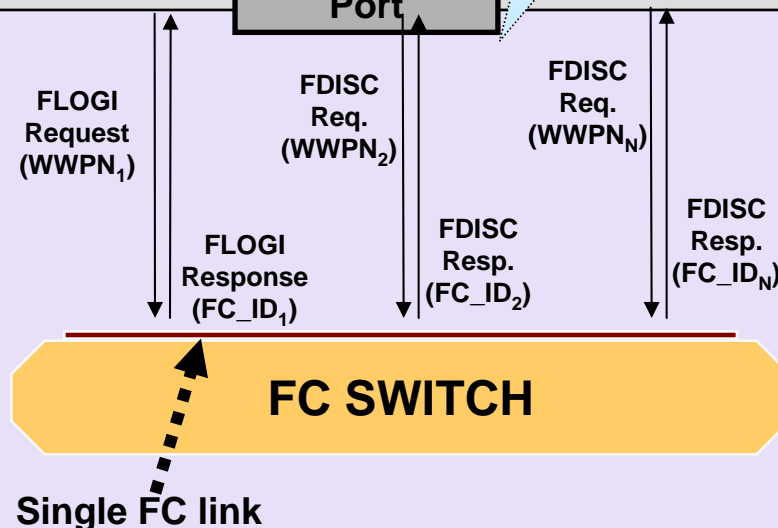 Port
FLOGI
Request
(WWPN1)
FDISC
Req.
(WWPN2)
FDISC
Req.
(WWPNN)
FLOGI
Response
(FC_ID1)
FDISC
Resp.
(FC_ID2)
FDISC
Resp.
(FC_IDN)
FC SWITCH
Single FC link